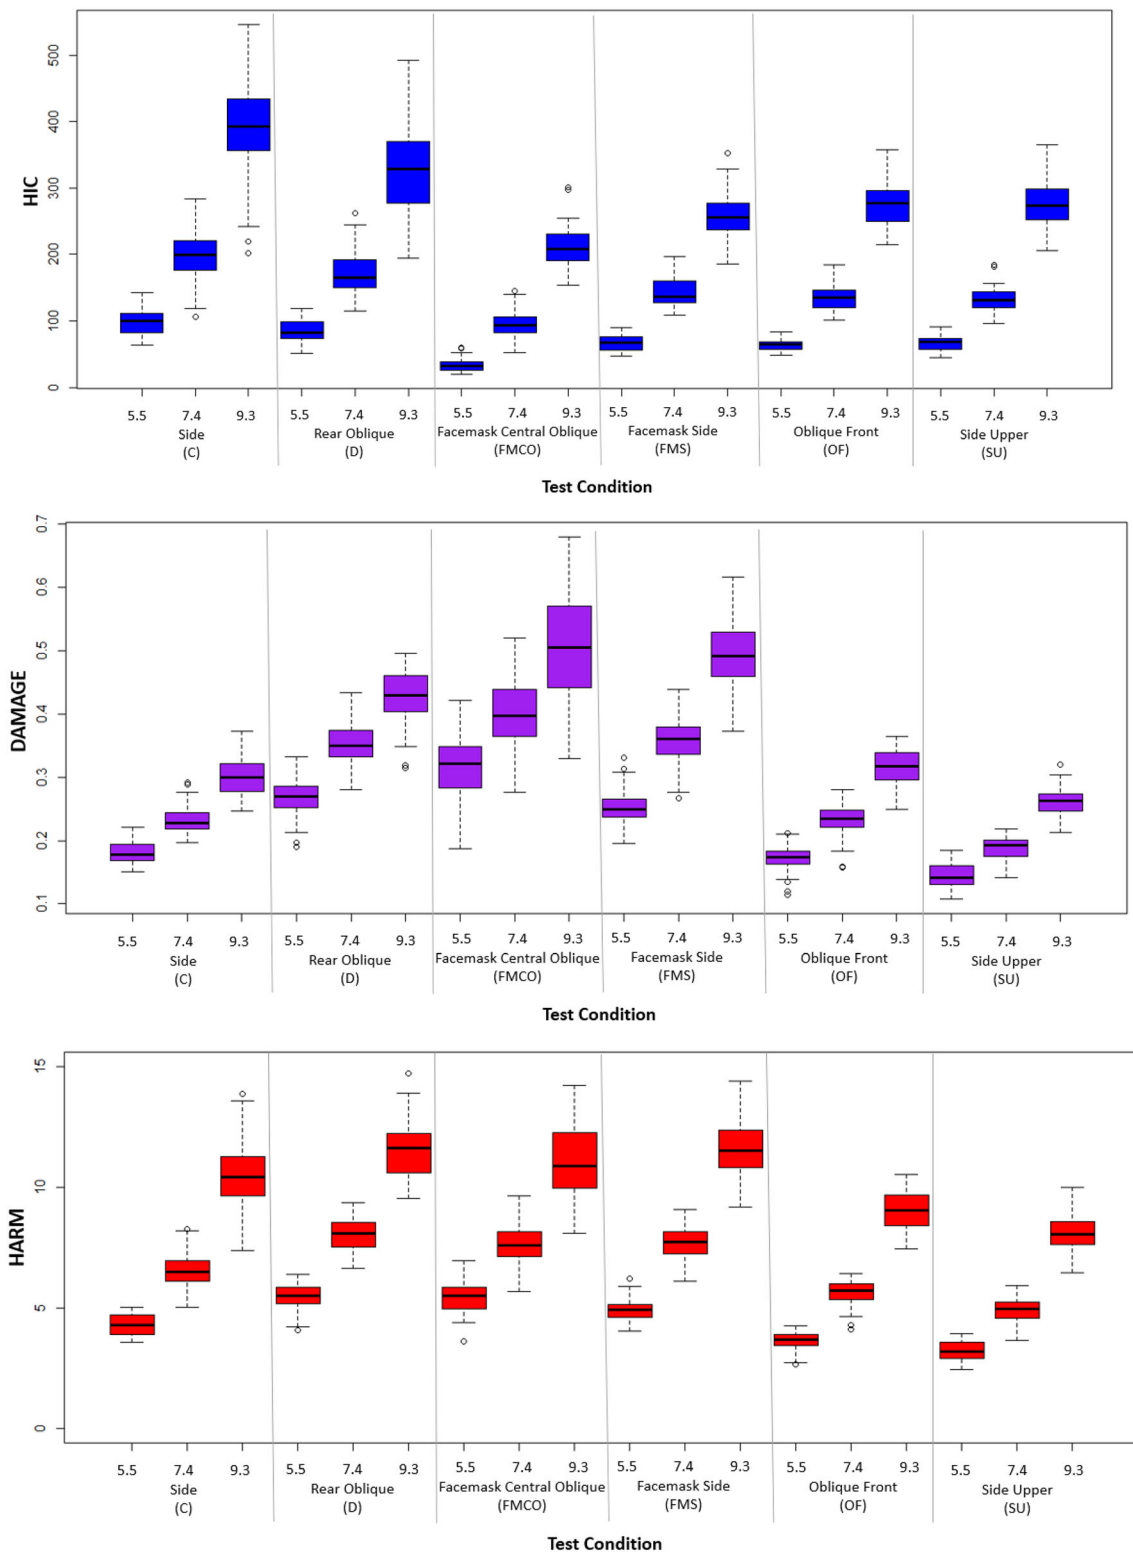 HIC
500
400
300
200
100
0
5.5 7.4 9.3 5.5 7.4 9.3 5.5 7.4 9.3 5.5 7.4 9.3 5.5 7.4 9.3 5.5 7.4 9.3
Side Rear Oblique Facemask Central Oblique Facemask Side Oblique Front Side Upper
(C) (D) (FMCO) (FMS) (OF) (SU)
Test Condition
DAMAGE
0.7
0.6
0.5
0.4
0.3
0.2
0.1
5.5 7.4 9.3 5.5 7.4 9.3 5.5 7.4 9.3 5.5 7.4 9.3 5.5 7.4 9.3 5.5 7.4 9.3
Side Rear Oblique Facemask Central Oblique Facemask Side Oblique Front Side Upper
(C) (D) (FMCO) (FMS) (OF) (SU)
Test Condition
HARM
15
10
5
0
5.5 7.4 9.3 5.5 7.4 9.3 5.5 7.4 9.3 5.5 7.4 9.3 5.5 7.4 9.3 5.5 7.4 9.3
Side Rear Oblique Facemask Central Oblique Facemask Side Oblique Front Side Upper
(C) (D) (FMCO) (FMS) (OF) (SU)
Test Condition